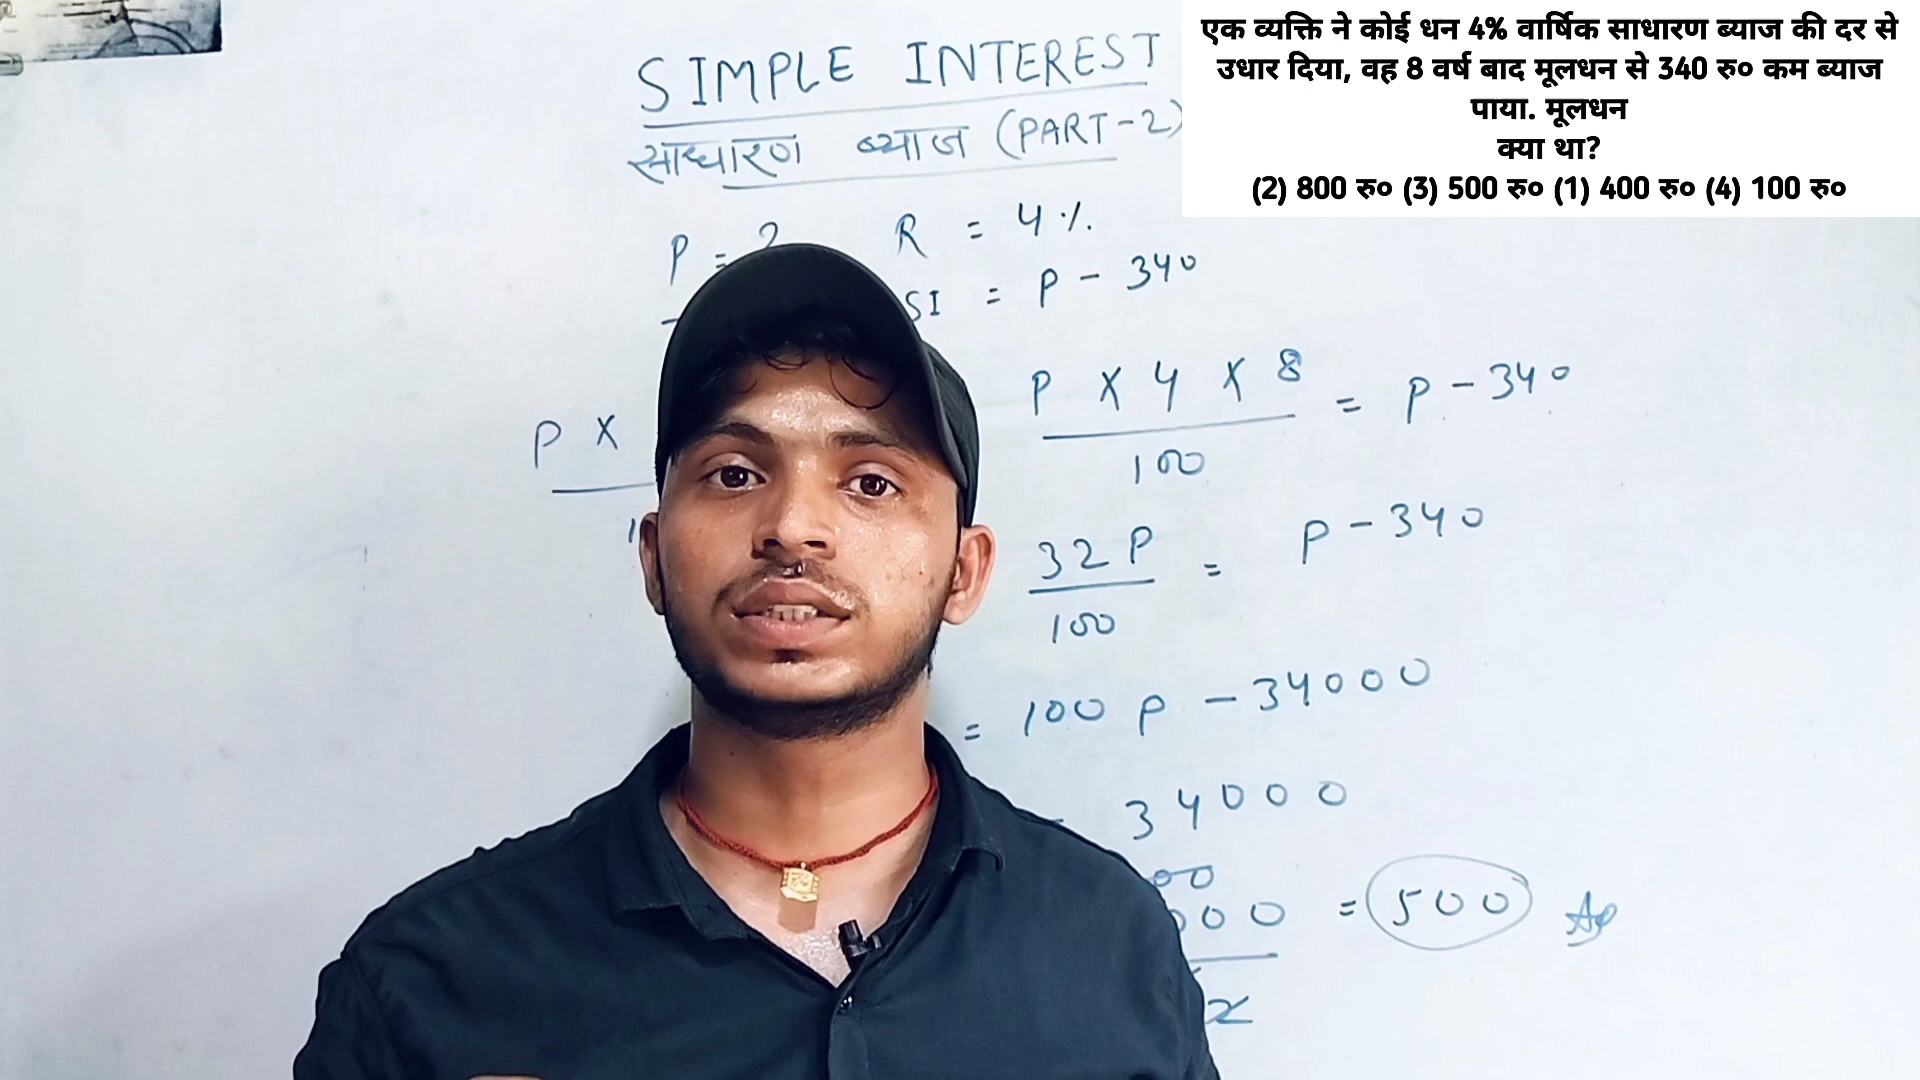 एक व्यक्ति ने कोई धन 4% वार्षिक साधारण ब्याज की दर से
उधार दिया, वह 8 वर्ष बाद मूलधन से 340 रु० कम ब्याज
पाया. मूलधन
क्या था?
(2) 800 रु० (3) 500 रु० (1) 400 रु० (4) 100 रु०
SIMPLE INTEREST
साधारण ब्याज (PART-2)
P = ? R = 4%
SI = P - 340
P X
P X 4 X 8 = P - 340
100
32P = P - 340
100
= 100 P - 34000
34000
00
000 = 500